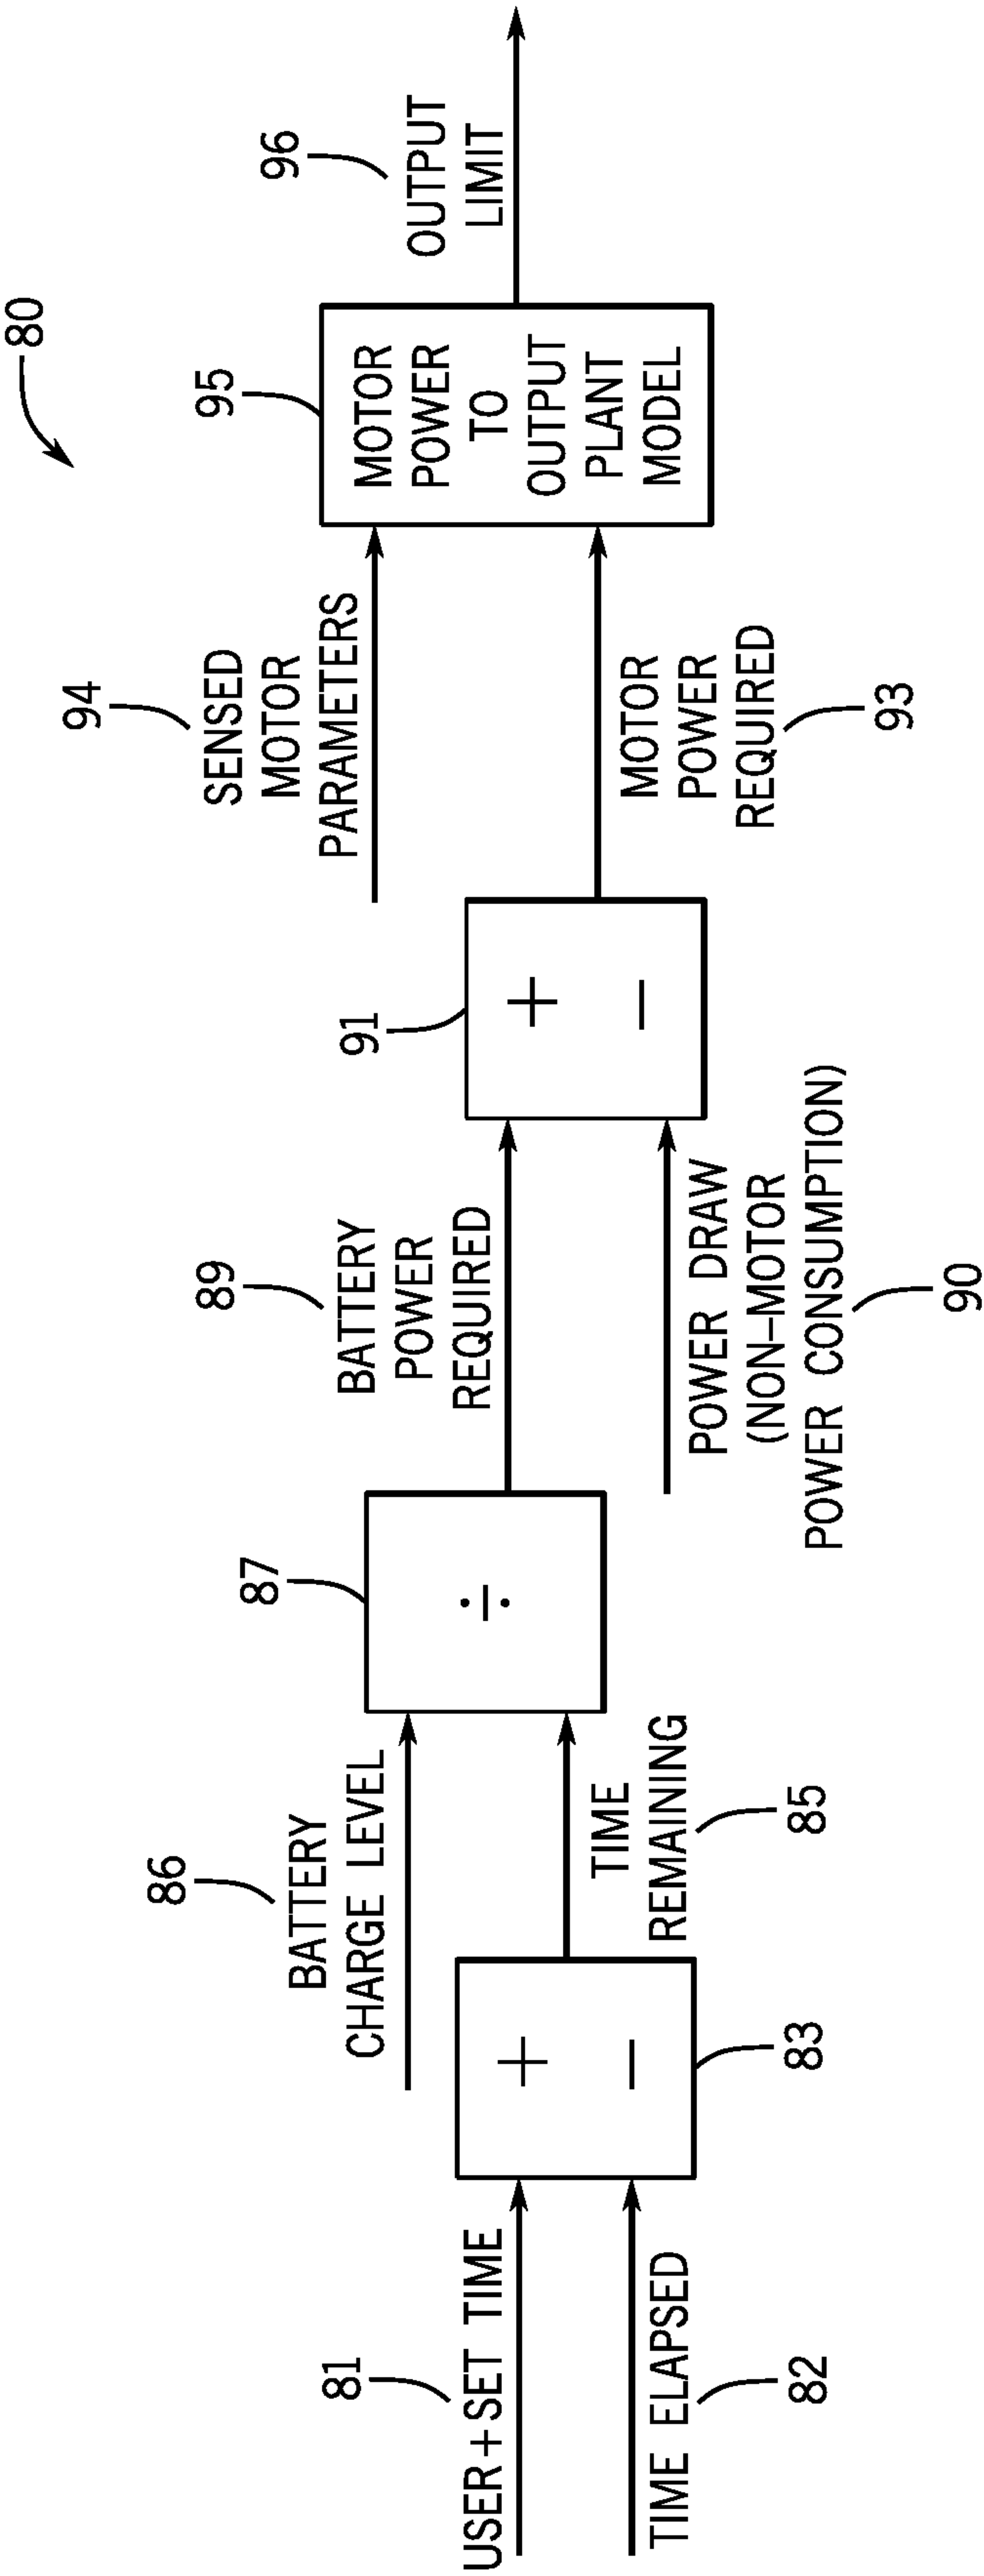 80
81
USER+SET TIME
TIME ELAPSED
82
+
−
83
86
BATTERY
CHARGE LEVEL
TIME
REMAINING
85
87
÷
89
BATTERY
POWER
REQUIRED
POWER DRAW
(NON–MOTOR
POWER CONSUMPTION)
90
91
+
−
94
SENSED
MOTOR
PARAMETERS
MOTOR
POWER
REQUIRED
93
95
MOTOR
POWER
TO
OUTPUT
PLANT
MODEL
96
OUTPUT
LIMIT